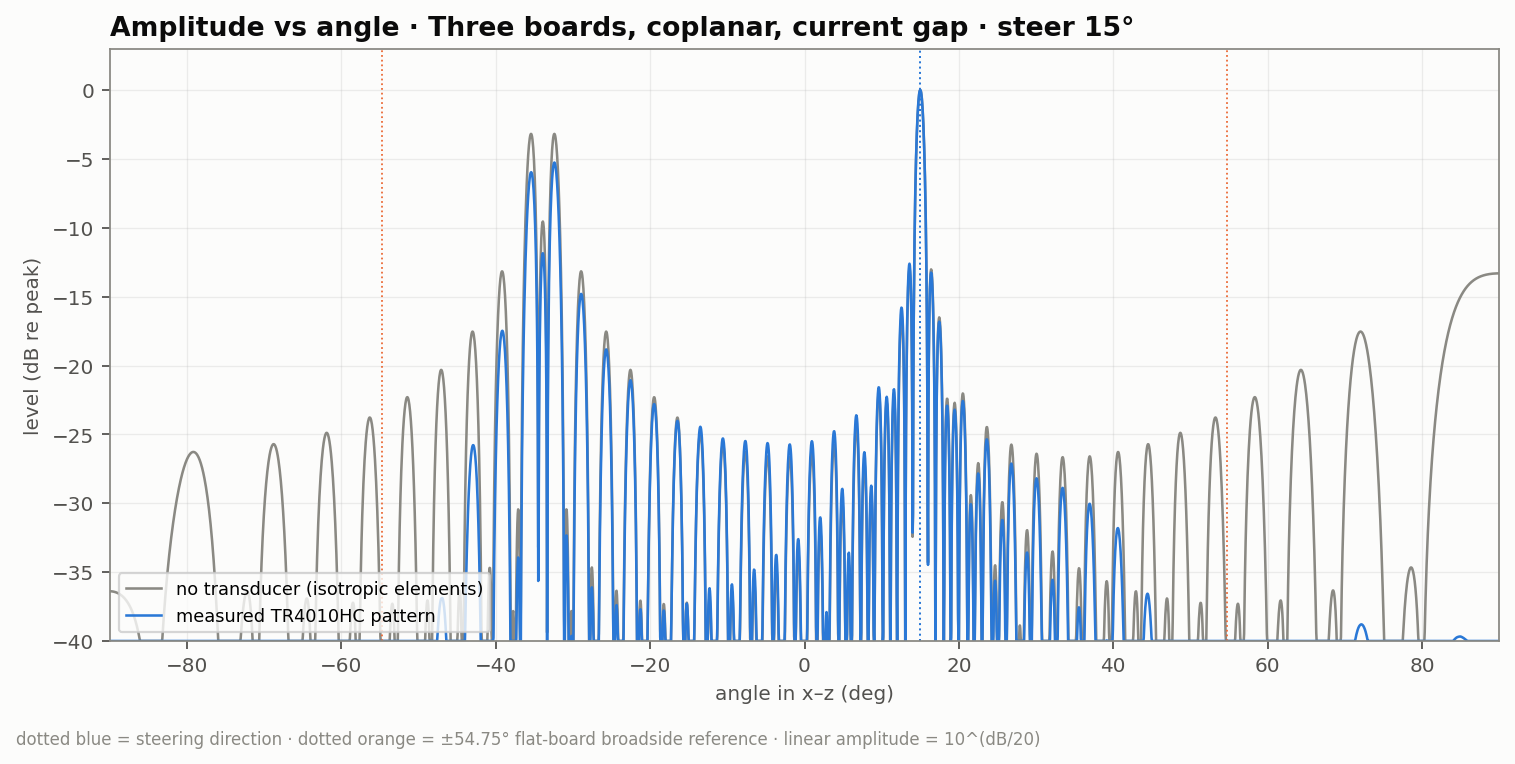 Amplitude vs angle · Three boards, coplanar, current gap · steer 15°
level (dB re peak)
0
−5
−10
−15
−20
−25
−30
−35
−40
no transducer (isotropic elements)
measured TR4010HC pattern
−80 −60 −40 −20 0 20 40 60 80
angle in x–z (deg)
dotted blue = steering direction · dotted orange = ±54.75° flat-board broadside reference · linear amplitude = 10^(dB/20)